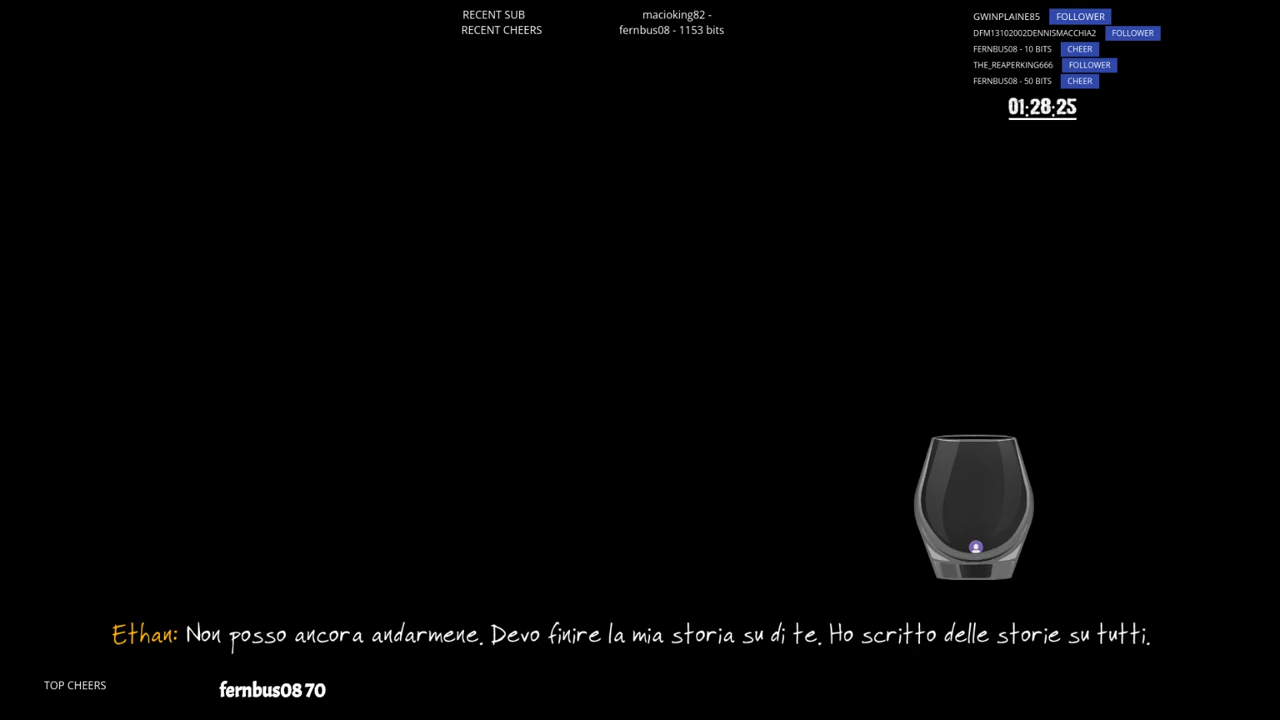 RECENT SUB macioking82 -
RECENT CHEERS fernbus08 - 1153 bits
GWINPLAINE85 FOLLOWER
DFM13102002DENNISMACCHIA2 FOLLOWER
FERNBUS08 - 10 BITS CHEER
THE_REAPERKING666 FOLLOWER
FERNBUS08 - 50 BITS CHEER
01:28:25
Ethan: Non posso ancora andarmene. Devo finire la mia storia su di te. Ho scritto delle storie su tutti.
TOP CHEERS fernbus08 70